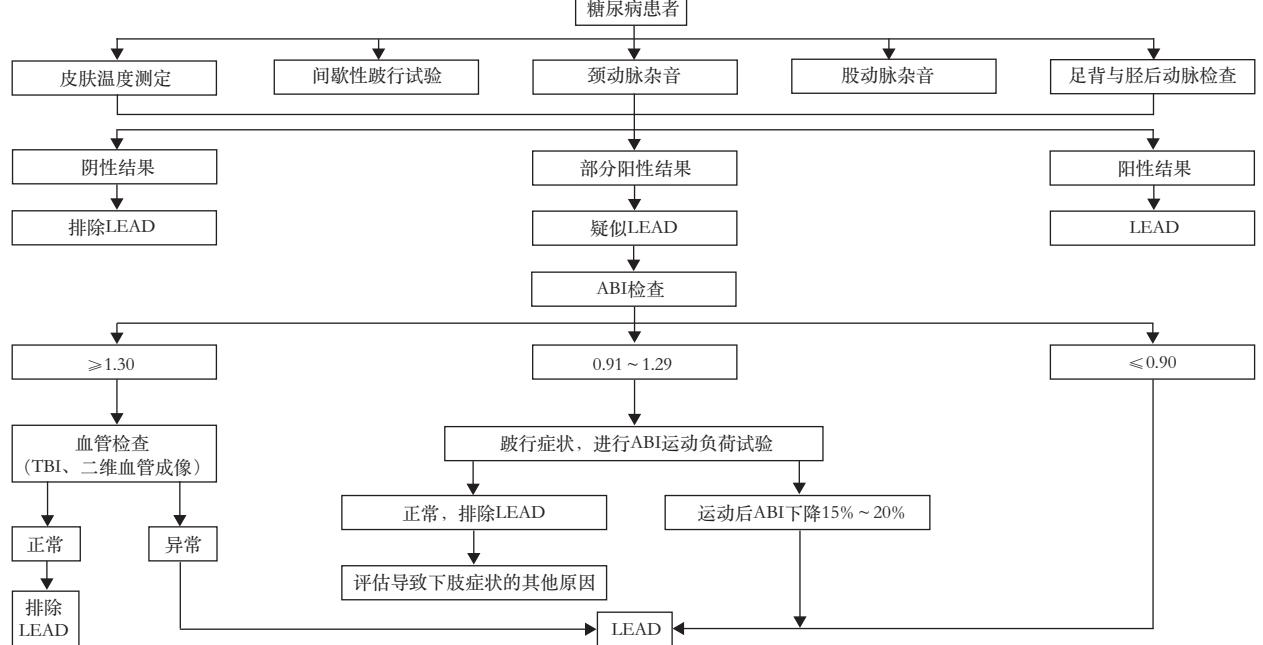 糖尿病患者
皮肤温度测定
间歇性跛行试验
颈动脉杂音
股动脉杂音
足背与胫后动脉检查
阴性结果
部分阳性结果
阳性结果
排除LEAD
疑似LEAD
LEAD
ABI检查
≥1.30
0.91～1.29
≤0.90
血管检查
（TBI、二维血管成像）
跛行症状，进行ABI运动负荷试验
正常，排除LEAD
运动后ABI下降15%～20%
正常
异常
评估导致下肢症状的其他原因
排除
LEAD
LEAD